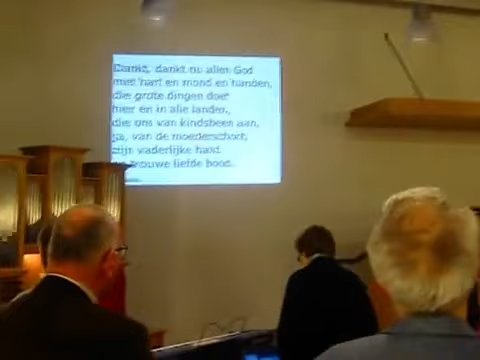 Dankt, dankt nu allen God
met hart en mond en handen,
die grote dingen doet
hier en in alle landen,
die ons van kindsbeen aan,
ja, van de moederschoot,
zijn vaderlijke hand
en trouwe liefde bood.